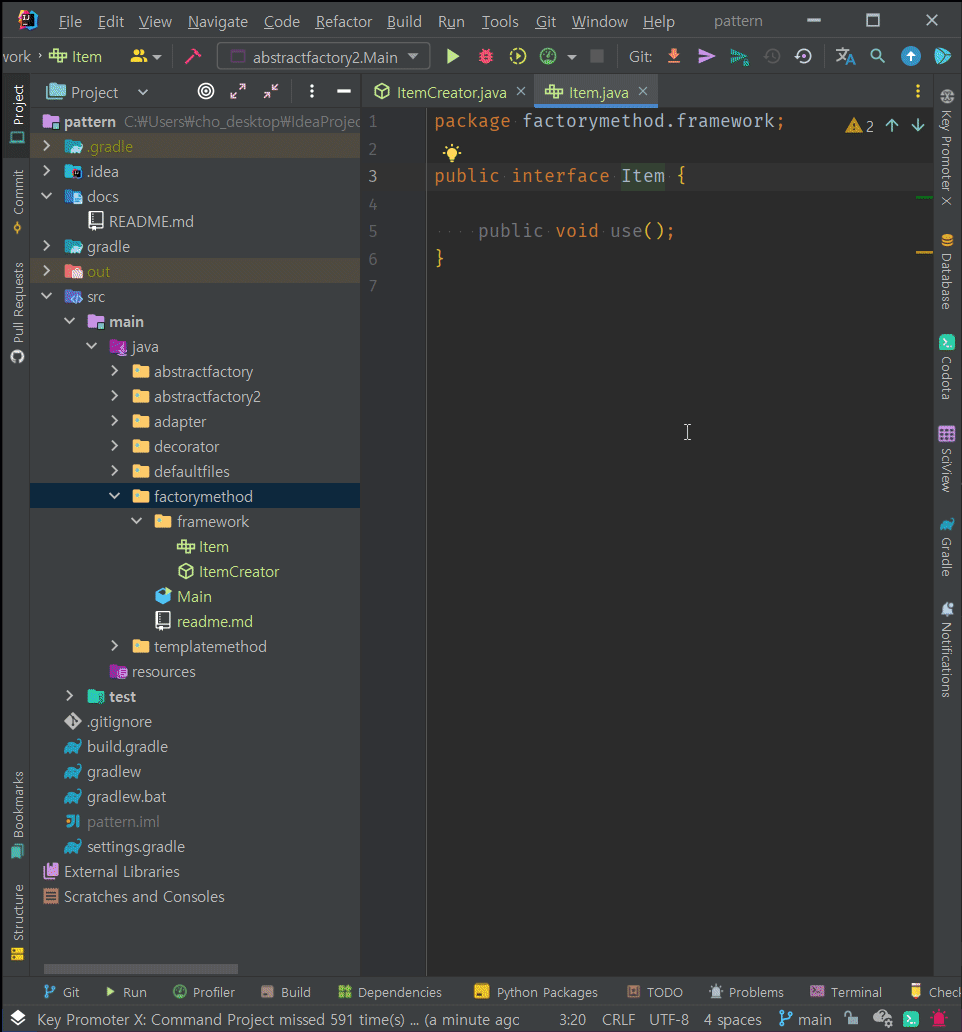 File Edit View Navigate Code Refactor Build Run Tools Git Window Help pattern
work Item abstractfactory2.Main Git:
Project
ItemCreator.java Item.java
pattern C:₩Users₩cho_desktop₩IdeaProjec
.gradle
.idea
docs
README.md
gradle
out
src
main
java
abstractfactory
abstractfactory2
adapter
decorator
defaultfiles
factorymethod
framework
Item
ItemCreator
Main
readme.md
templatemethod
resources
test
.gitignore
build.gradle
gradlew
gradlew.bat
pattern.iml
settings.gradle
External Libraries
Scratches and Consoles
1 package factorymethod.framework;
2
3 public interface Item {
4
5 public void use();
6 }
7
2
Project
Commit
Pull Requests
Bookmarks
Structure
Key Promoter X
Database
Codota
SciView
Gradle
Notifications
Git Run Profiler Build Dependencies Python Packages TODO Problems Terminal Chec
Key Promoter X: Command Project missed 591 time(s) ... (a minute ago 3:20 CRLF UTF-8 4 spaces main